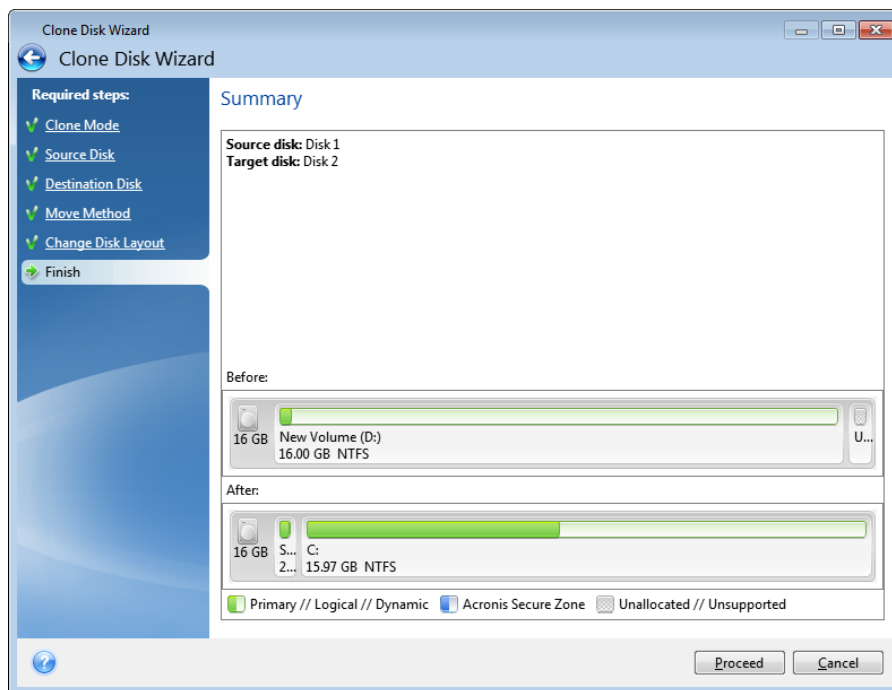 Clone Disk Wizard
Clone Disk Wizard
Required steps:
Clone Mode
Source Disk
Destination Disk
Move Method
Change Disk Layout
Finish
Summary
Source disk: Disk 1
Target disk: Disk 2
Before:
16 GB
New Volume (D:)
16.00 GB NTFS
U...
After:
16 GB
S...
2...
C:
15.97 GB NTFS
Primary // Logical // Dynamic
Acronis Secure Zone
Unallocated // Unsupported
?
Proceed
Cancel